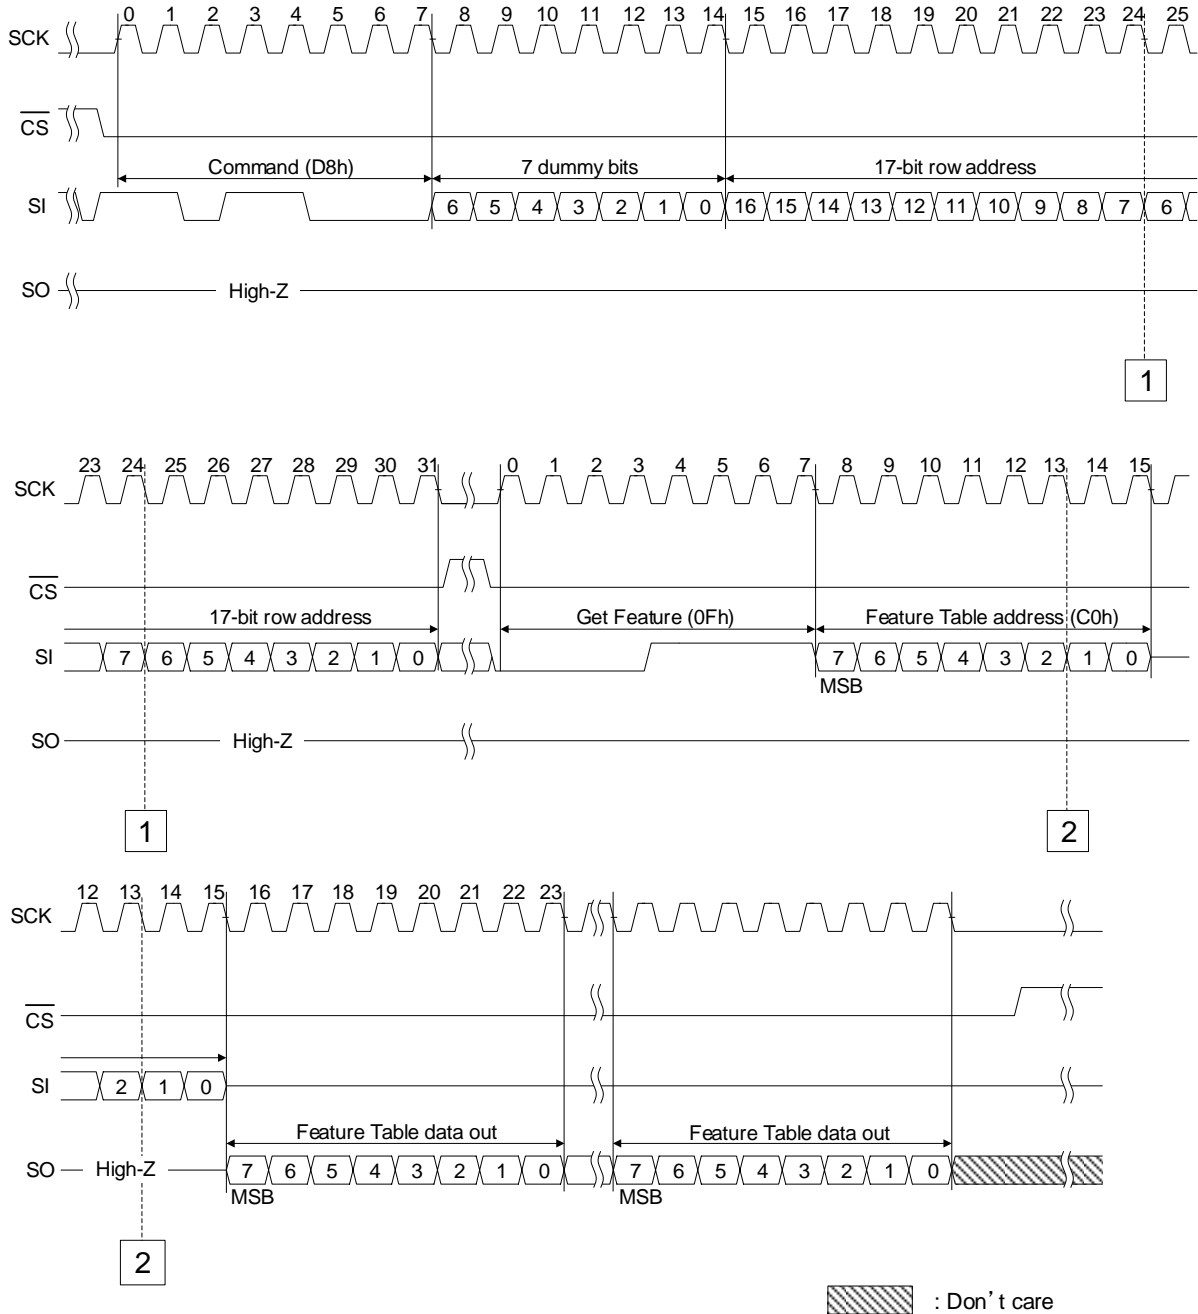 0 1 2 3 4 5 6 7 8 9 10 11 12 13 14 15 16 17 18 19 20 21 22 23 24 25
SCK
CS
Command (D8h) 7 dummy bits 17-bit row address
SI 6 5 4 3 2 1 0 16 15 14 13 12 11 10 9 8 7 6
SO High-Z
1
23 24 25 26 27 28 29 30 31 0 1 2 3 4 5 6 7 8 9 10 11 12 13 14 15
SCK
CS
17-bit row address Get Feature (0Fh) Feature Table address (C0h)
SI 7 6 5 4 3 2 1 0 7 6 5 4 3 2 1 0
MSB
SO High-Z
1 2
12 13 14 15 16 17 18 19 20 21 22 23
SCK
CS
SI 2 1 0
Feature Table data out Feature Table data out
SO High-Z 7 6 5 4 3 2 1 0 7 6 5 4 3 2 1 0
MSB MSB
2
: Don't care